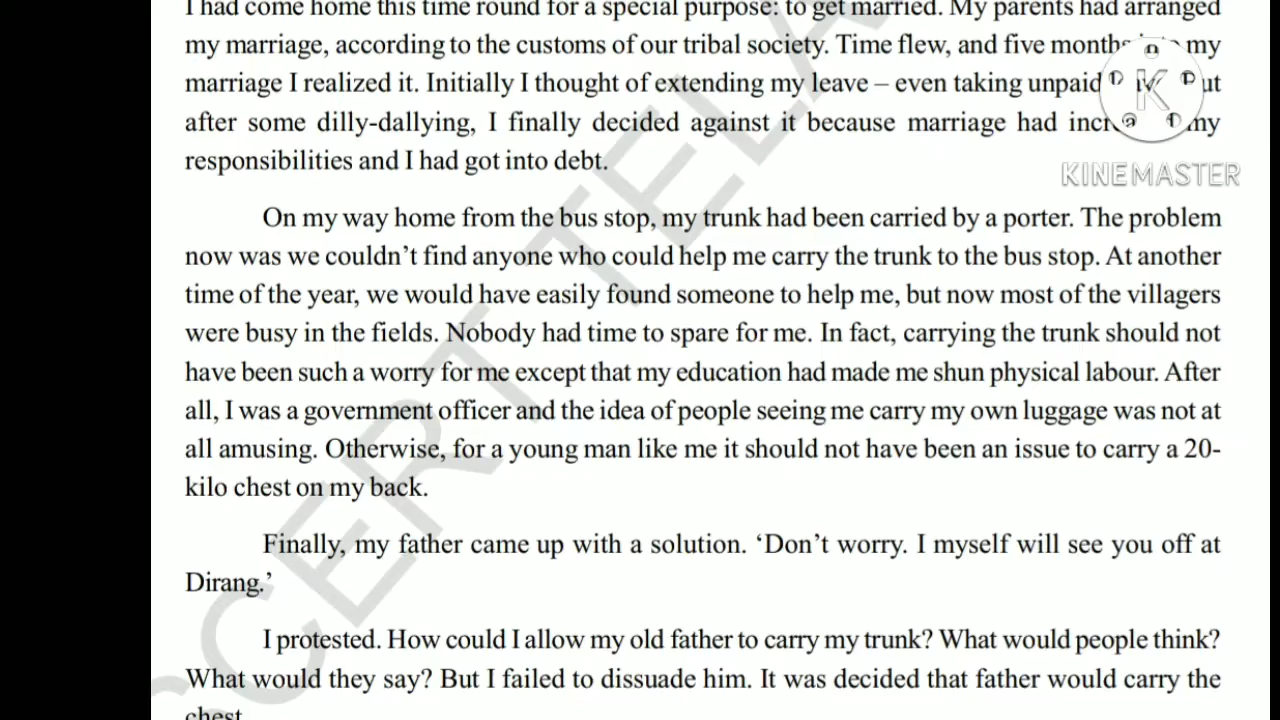 I had come home this time round for a special purpose: to get married. My parents had arranged
my marriage, according to the customs of our tribal society. Time flew, and five months my
marriage I realized it. Initially I thought of extending my leave – even taking unpaid
after some dilly-dallying, I finally decided against it because marriage had my
responsibilities and I had got into debt.
KINEMASTER
On my way home from the bus stop, my trunk had been carried by a porter. The problem
now was we couldn’t find anyone who could help me carry the trunk to the bus stop. At another
time of the year, we would have easily found someone to help me, but now most of the villagers
were busy in the fields. Nobody had time to spare for me. In fact, carrying the trunk should not
have been such a worry for me except that my education had made me shun physical labour. After
all, I was a government officer and the idea of people seeing me carry my own luggage was not at
all amusing. Otherwise, for a young man like me it should not have been an issue to carry a 20-
kilo chest on my back.
Finally, my father came up with a solution. ‘Don’t worry. I myself will see you off at
Dirang.’
I protested. How could I allow my old father to carry my trunk? What would people think?
What would they say? But I failed to dissuade him. It was decided that father would carry the
chest